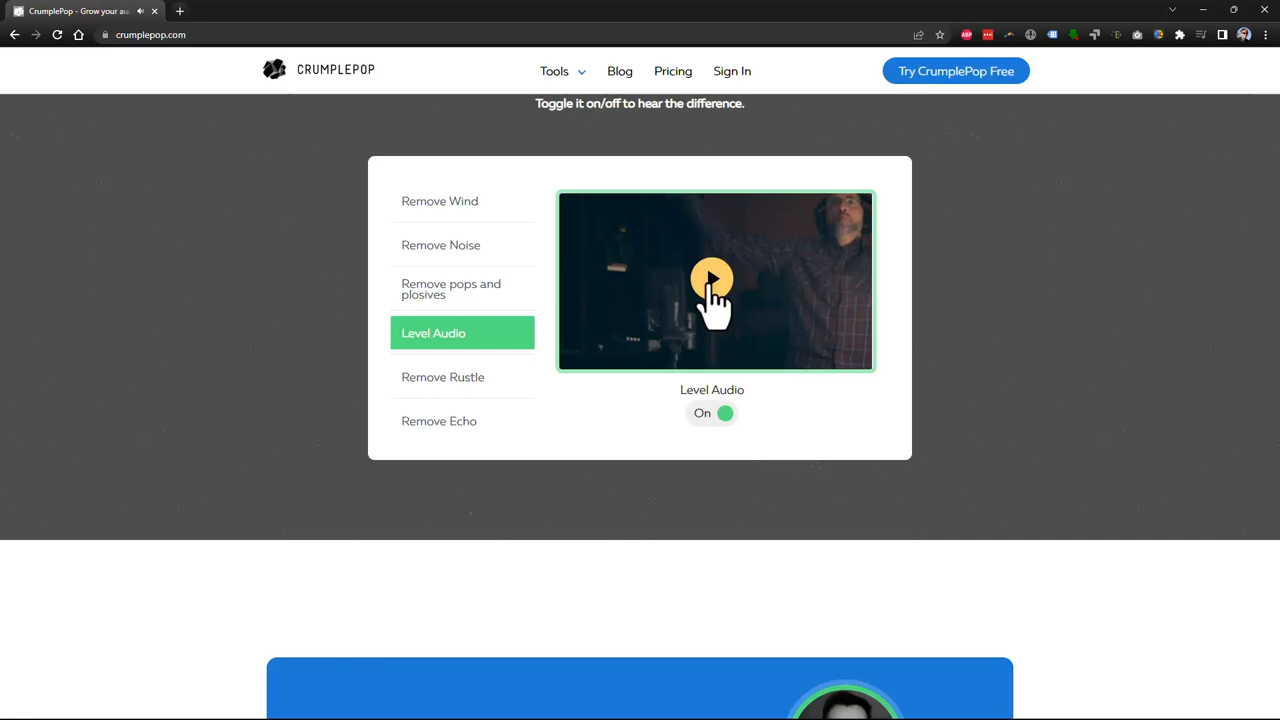 CrumplePop - Grow your au
crumplepop.com
ABP
CRUMPLEPOP
Tools
Blog
Pricing
Sign In
Try CrumplePop Free
Toggle it on/off to hear the difference.
Remove Wind
Remove Noise
Remove pops and
plosives
Level Audio
Remove Rustle
Remove Echo
Level Audio
On